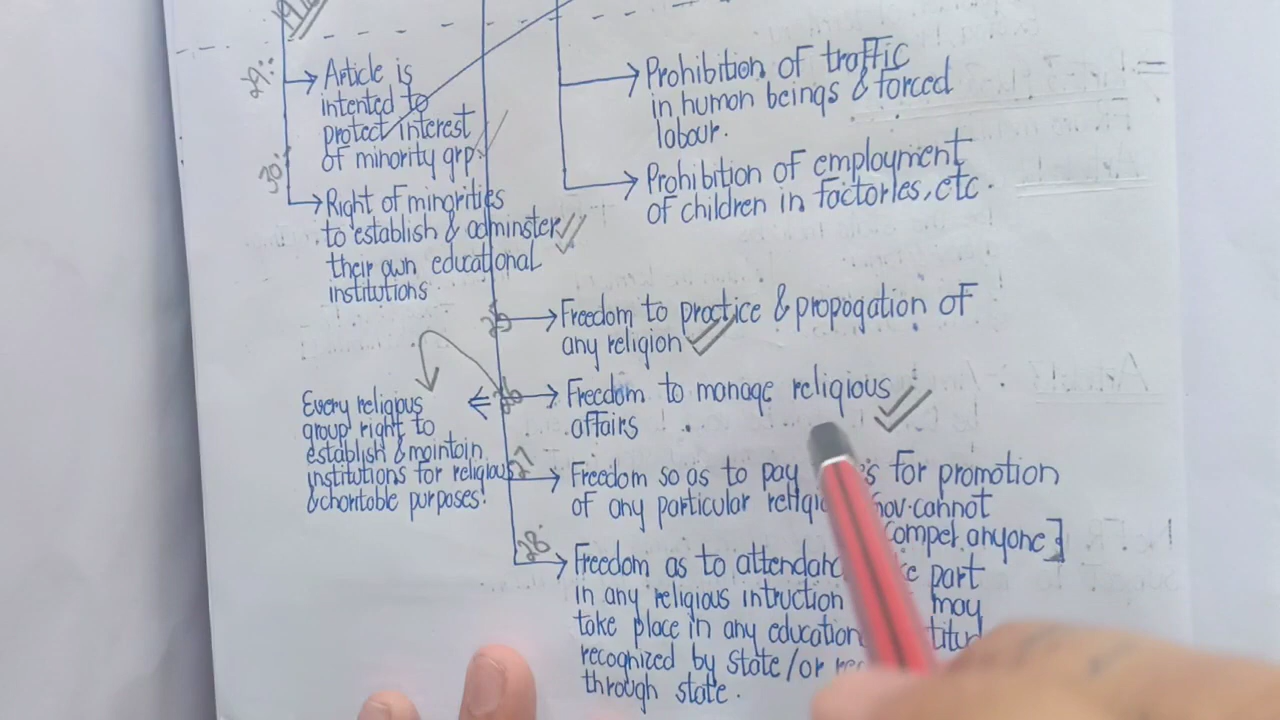 29:
Article is
intented to
protect interest
of minority grp.
30:
Right of minorities
to establish & adminster
their own educational
institutions
Prohibition of traffic
in human beings & forced
labour.
Prohibition of employment
of children in factories, etc.
25
Freedom to practice & propogation of
any religion
26
Freedom to manage religious
affairs
Every religious
group right to
establish & maintain
institutions for religious
& charitable purposes!
27
Freedom so as to pay for promotion
of any particular cannot
compel anyone]
28:
Freedom as to part
in any religious intruction may
take place in any
recognized by state/or
through state.